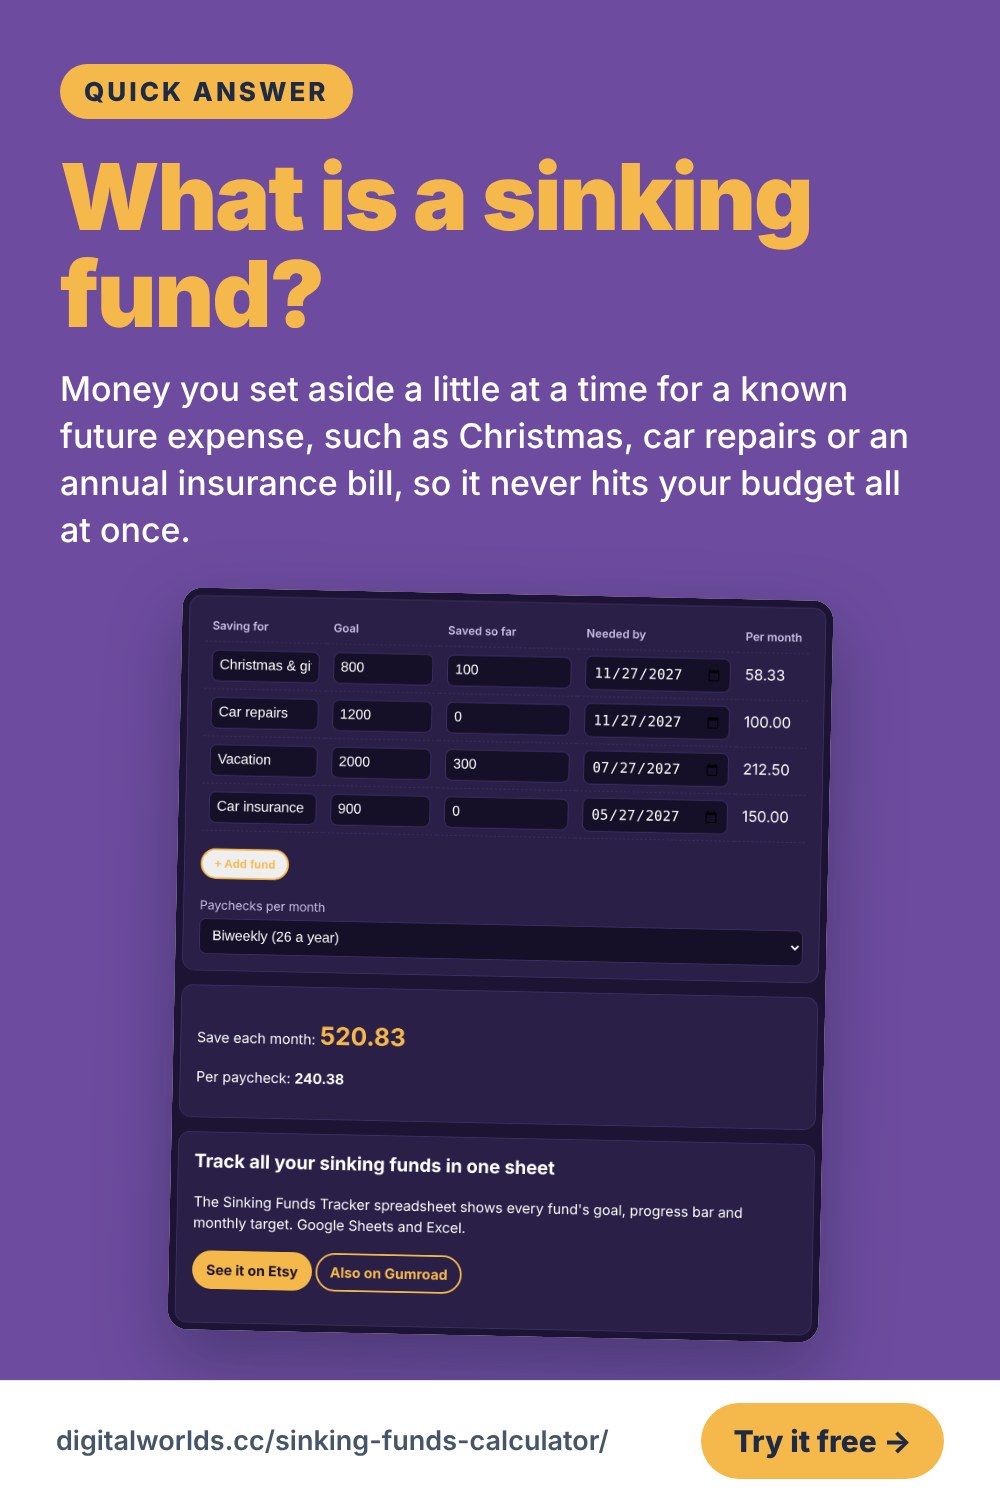 QUICK ANSWER
What is a sinking
fund?
Money you set aside a little at a time for a known
future expense, such as Christmas, car repairs or an
annual insurance bill, so it never hits your budget all
at once.
Saving for Goal Saved so far Needed by Per month
Christmas & gi 800 100 11/27/2027 58.33
Car repairs 1200 0 11/27/2027 100.00
Vacation 2000 300 07/27/2027 212.50
Car insurance 900 0 05/27/2027 150.00
+ Add fund
Paychecks per month
Biweekly (26 a year)
Save each month: 520.83
Per paycheck: 240.38
Track all your sinking funds in one sheet
The Sinking Funds Tracker spreadsheet shows every fund's goal, progress bar and
monthly target. Google Sheets and Excel.
See it on Etsy Also on Gumroad
digitalworlds.cc/sinking-funds-calculator/ Try it free →